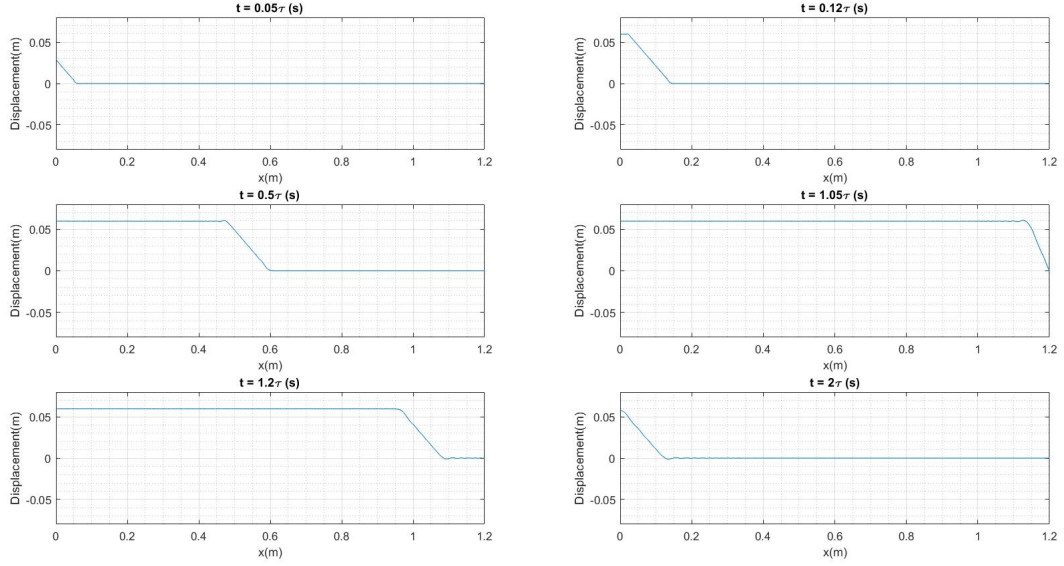 t = 0.05τ (s)
0.05
0
-0.05
Displacement(m)
0 0.2 0.4 0.6 0.8 1 1.2
x(m)
t = 0.12τ (s)
0.05
0
-0.05
Displacement(m)
0 0.2 0.4 0.6 0.8 1 1.2
x(m)
t = 0.5τ (s)
0.05
0
-0.05
Displacement(m)
0 0.2 0.4 0.6 0.8 1 1.2
x(m)
t = 1.05τ (s)
0.05
0
-0.05
Displacement(m)
0 0.2 0.4 0.6 0.8 1 1.2
x(m)
t = 1.2τ (s)
0.05
0
-0.05
Displacement(m)
0 0.2 0.4 0.6 0.8 1 1.2
x(m)
t = 2τ (s)
0.05
0
-0.05
Displacement(m)
0 0.2 0.4 0.6 0.8 1 1.2
x(m)